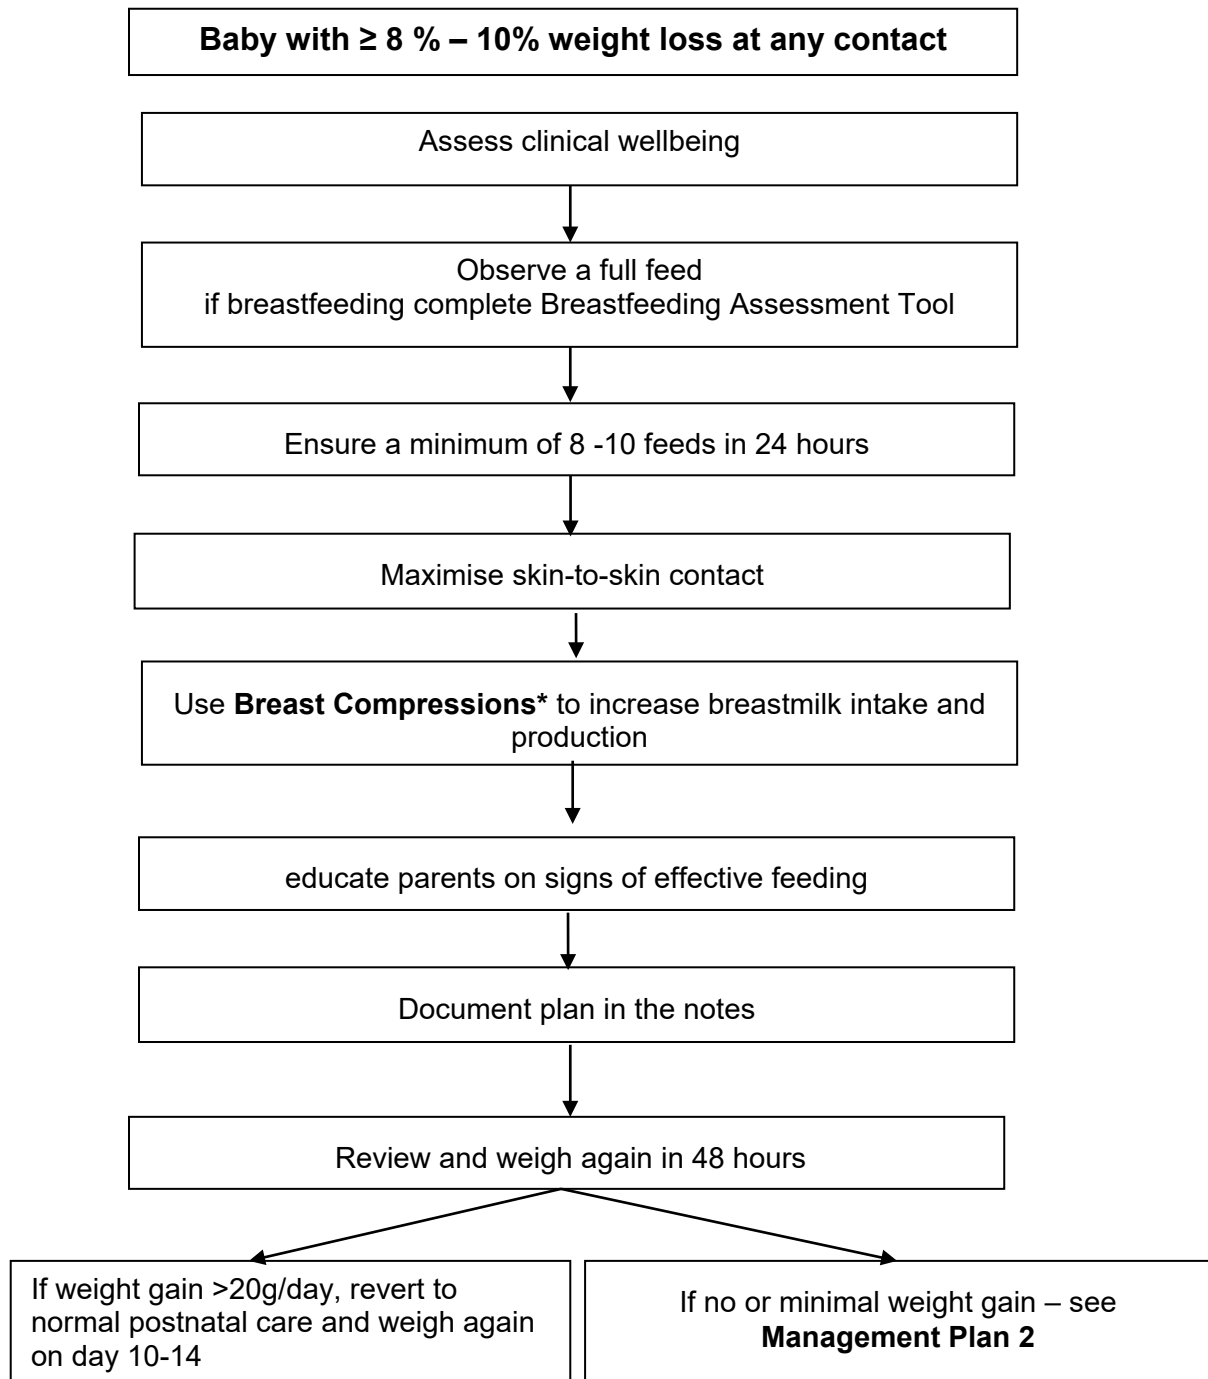 Baby with ≥ 8 % – 10% weight loss at any contact
Assess clinical wellbeing
Observe a full feed
if breastfeeding complete Breastfeeding Assessment Tool
Ensure a minimum of 8 -10 feeds in 24 hours
Maximise skin-to-skin contact
Use Breast Compressions* to increase breastmilk intake and
production
educate parents on signs of effective feeding
Document plan in the notes
Review and weigh again in 48 hours
If weight gain >20g/day, revert to
normal postnatal care and weigh again
on day 10-14
If no or minimal weight gain – see
Management Plan 2